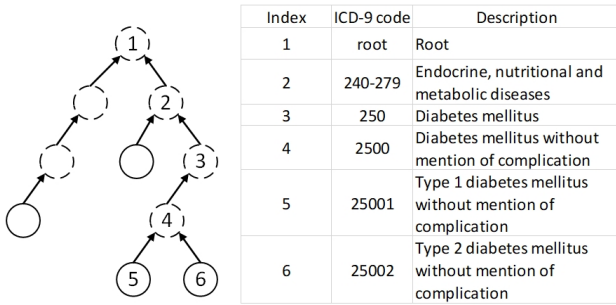 1
2
3
4
5
6
Index ICD-9 code Description
1 root Root
2 240-279 Endocrine, nutritional and
metabolic diseases
3 250 Diabetes mellitus
4 2500 Diabetes mellitus without
mention of complication
5 25001 Type 1 diabetes mellitus
without mention of
complication
6 25002 Type 2 diabetes mellitus
without mention of
complication